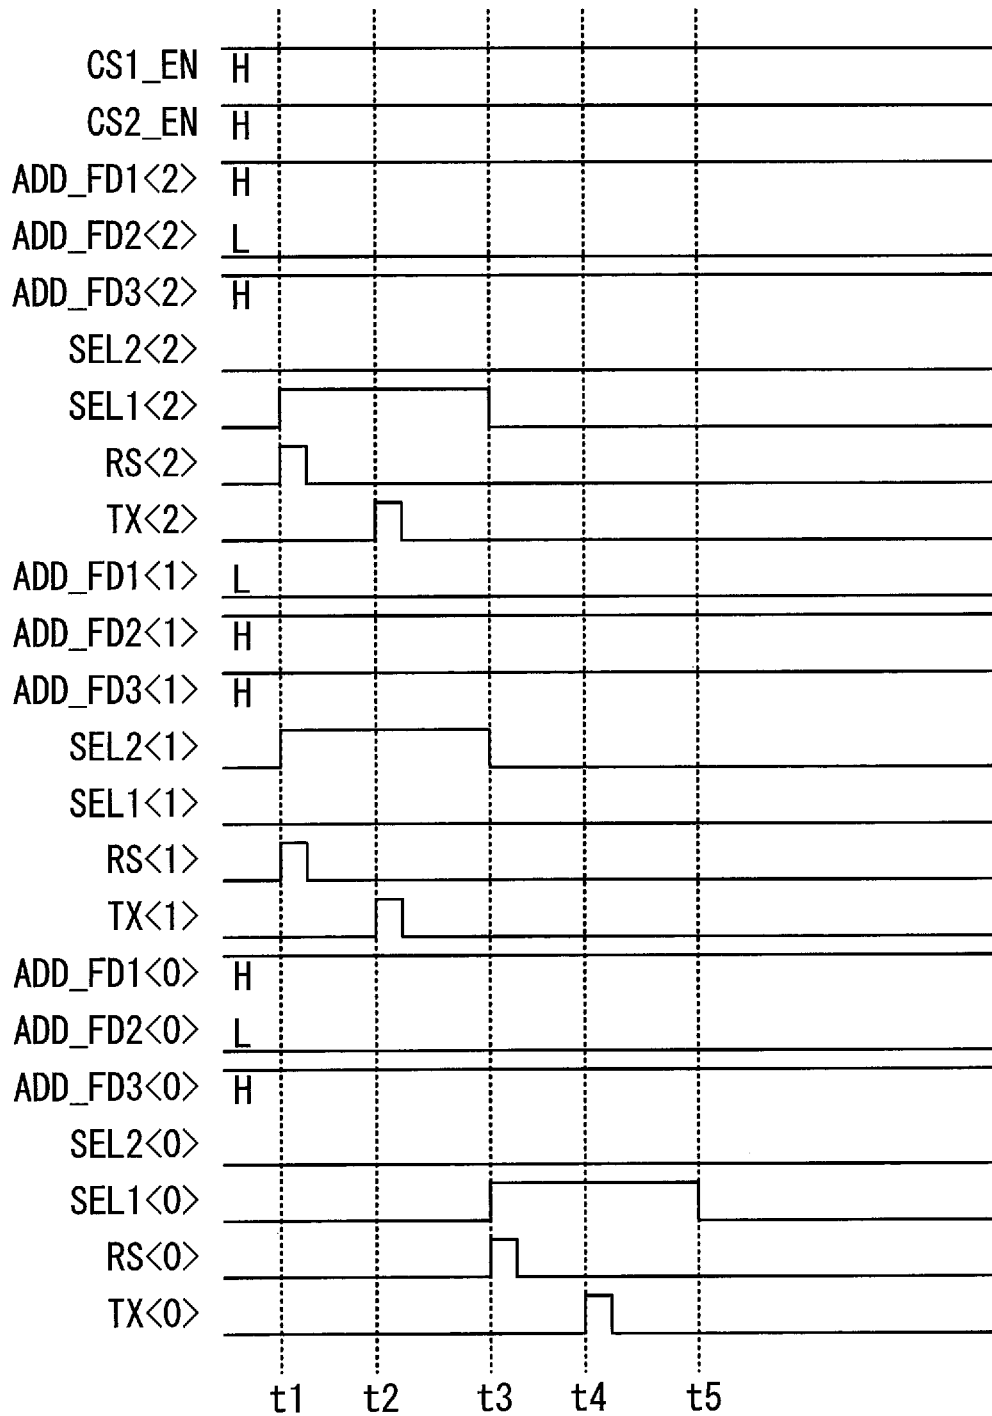 CS1_EN H
CS2_EN H
ADD_FD1<2> H
ADD_FD2<2> L
ADD_FD3<2> H
SEL2<2>
SEL1<2>
RS<2>
TX<2>
ADD_FD1<1> L
ADD_FD2<1> H
ADD_FD3<1> H
SEL2<1>
SEL1<1>
RS<1>
TX<1>
ADD_FD1<0> H
ADD_FD2<0> L
ADD_FD3<0> H
SEL2<0>
SEL1<0>
RS<0>
TX<0>
t1 t2 t3 t4 t5